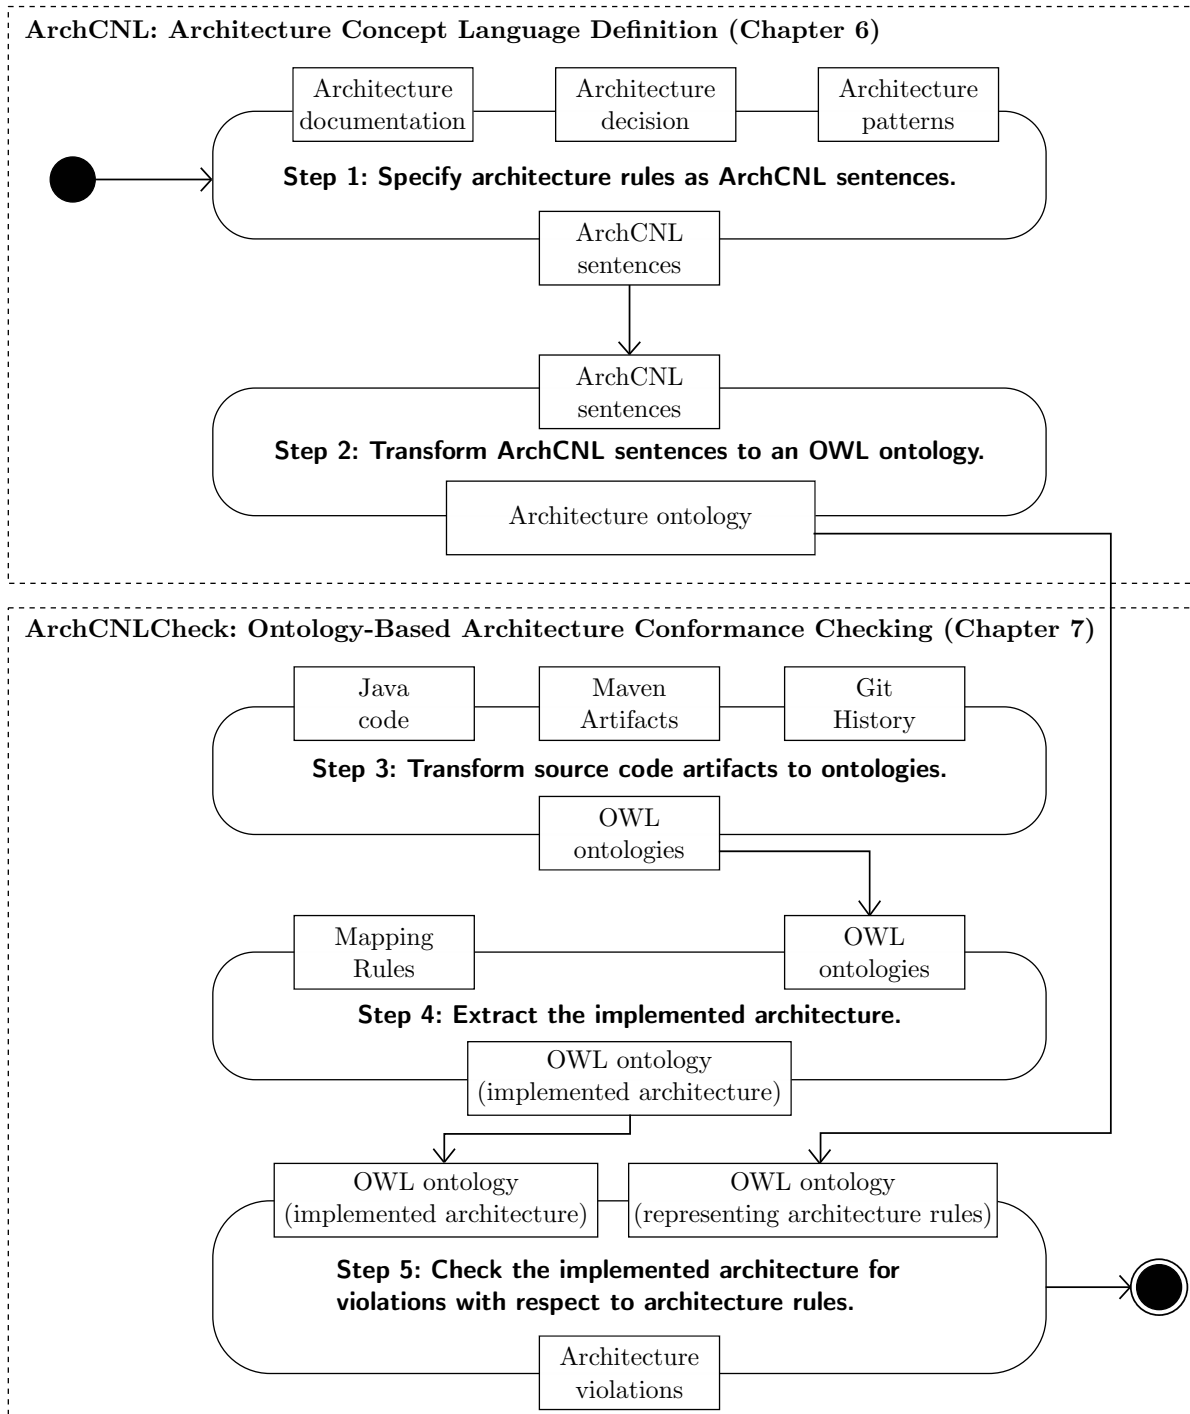 ArchCNL: Architecture Concept Language Definition (Chapter 6)
Architecture
documentation
Architecture
decision
Architecture
patterns
Step 1: Specify architecture rules as ArchCNL sentences.
ArchCNL
sentences
ArchCNL
sentences
Step 2: Transform ArchCNL sentences to an OWL ontology.
Architecture ontology
ArchCNLCheck: Ontology-Based Architecture Conformance Checking (Chapter 7)
Java
code
Maven
Artifacts
Git
History
Step 3: Transform source code artifacts to ontologies.
OWL
ontologies
Mapping
Rules
OWL
ontologies
Step 4: Extract the implemented architecture.
OWL ontology
(implemented architecture)
OWL ontology
(implemented architecture)
OWL ontology
(representing architecture rules)
Step 5: Check the implemented architecture for
violations with respect to architecture rules.
Architecture
violations